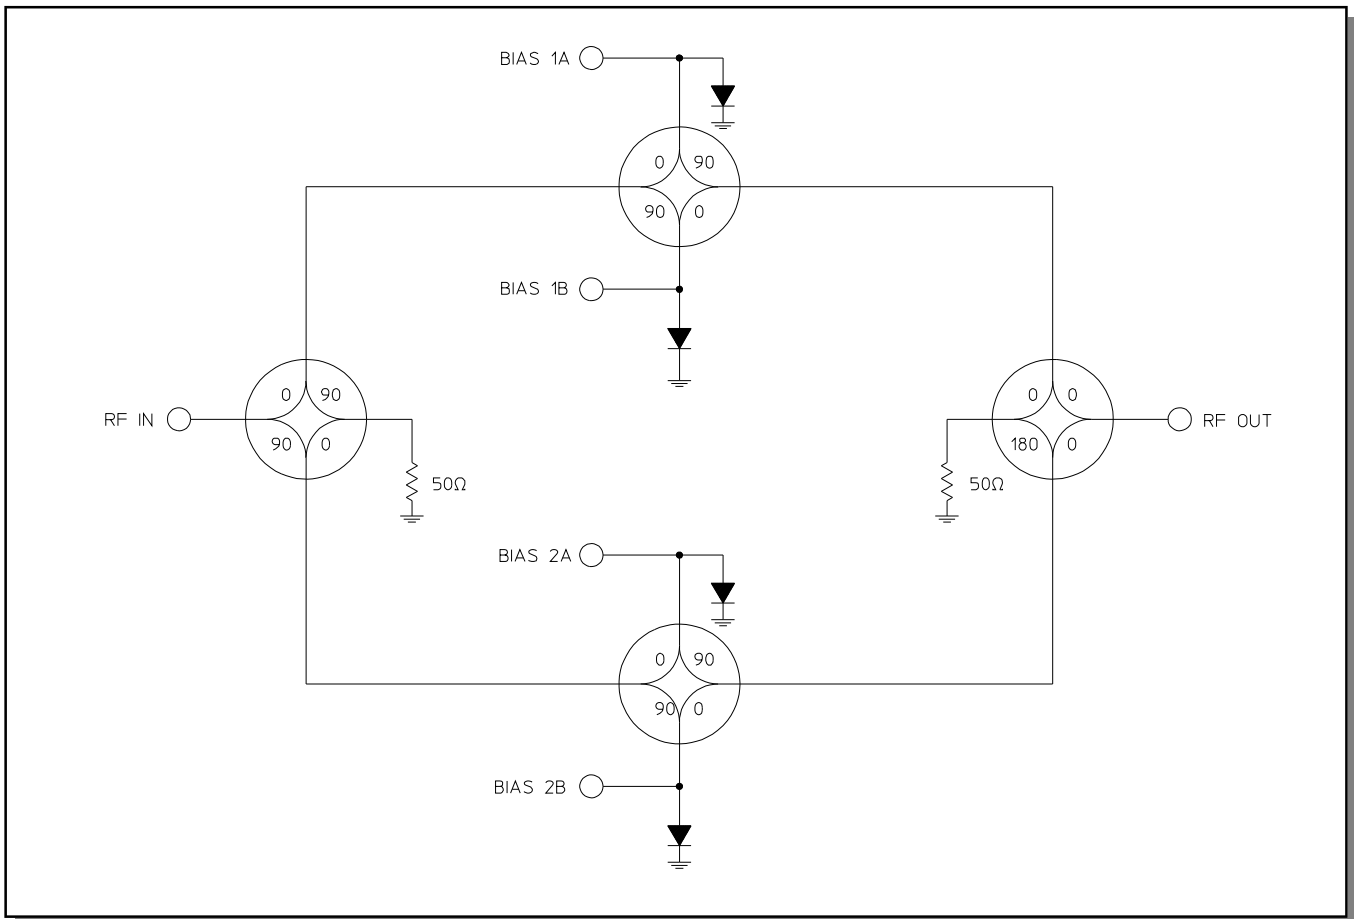 BIAS 1A
0 90
90 0
BIAS 1B
0 90
90 0
RF IN
50Ω
0 0
180 0
RF OUT
50Ω
BIAS 2A
0 90
90 0
BIAS 2B